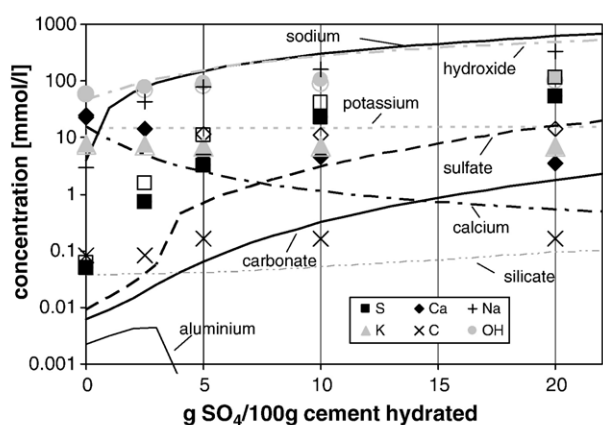 1000
100
10
1
0.1
0.01
0.001
concentration [mmol/l]
sodium
hydroxide
potassium
sulfate
calcium
carbonate
silicate
aluminium
S Ca Na
K C OH
0 5 10 15 20
g SO₄/100g cement hydrated